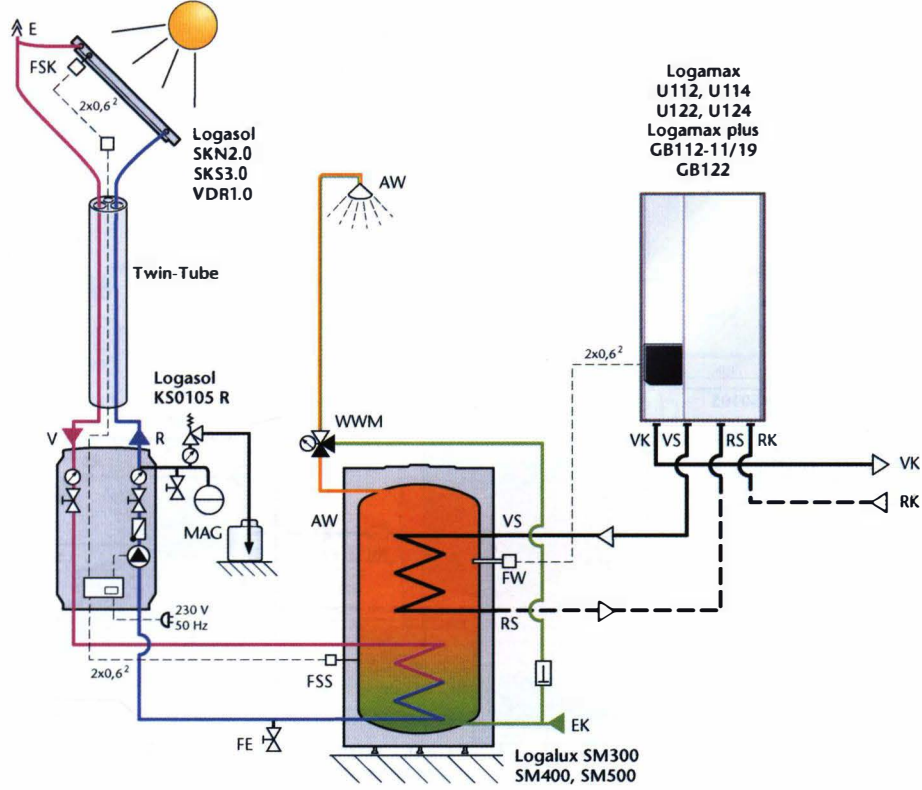 E
FSK
2x0,6²
Logasol
SKN2.0
SKS3.0
VDR1.0
AW
Logamax
U112, U114
U122, U124
Logamax plus
GB112-11/19
GB122
Twin-Tube
2x0,6²
Logasol
KS0105 R
V
R
WWM
VK
VS
RS
RK
VK
RK
MAG
AW
VS
FW
RS
230 V
50 Hz
2x0,6²
FSS
FE
EK
Logalux SM300
SM400, SM500